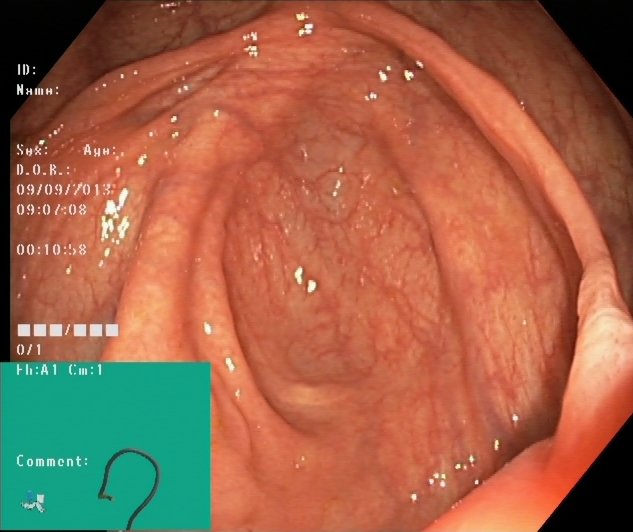 ID:
Name:
Sex: Age:
D.O.B.:
09/09/2013
09:07:08
00:10:58
■■■/■■■
0/1
Eh:A1 Cm:1
Comment: